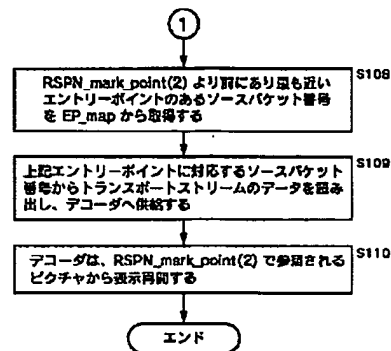 1
S108
RSPN_mark_point(2) より前にあり最も近い
エントリーポイントのあるソースパケット番号
を EP_map から取得する
S109
上記エントリーポイントに対応するソースパケット
番号からトランスポートストリームのデータを読み
出し、デコーダへ供給する
S110
デコーダは、RSPN_mark_point(2) で参照される
ピクチャから表示再開する
エンド